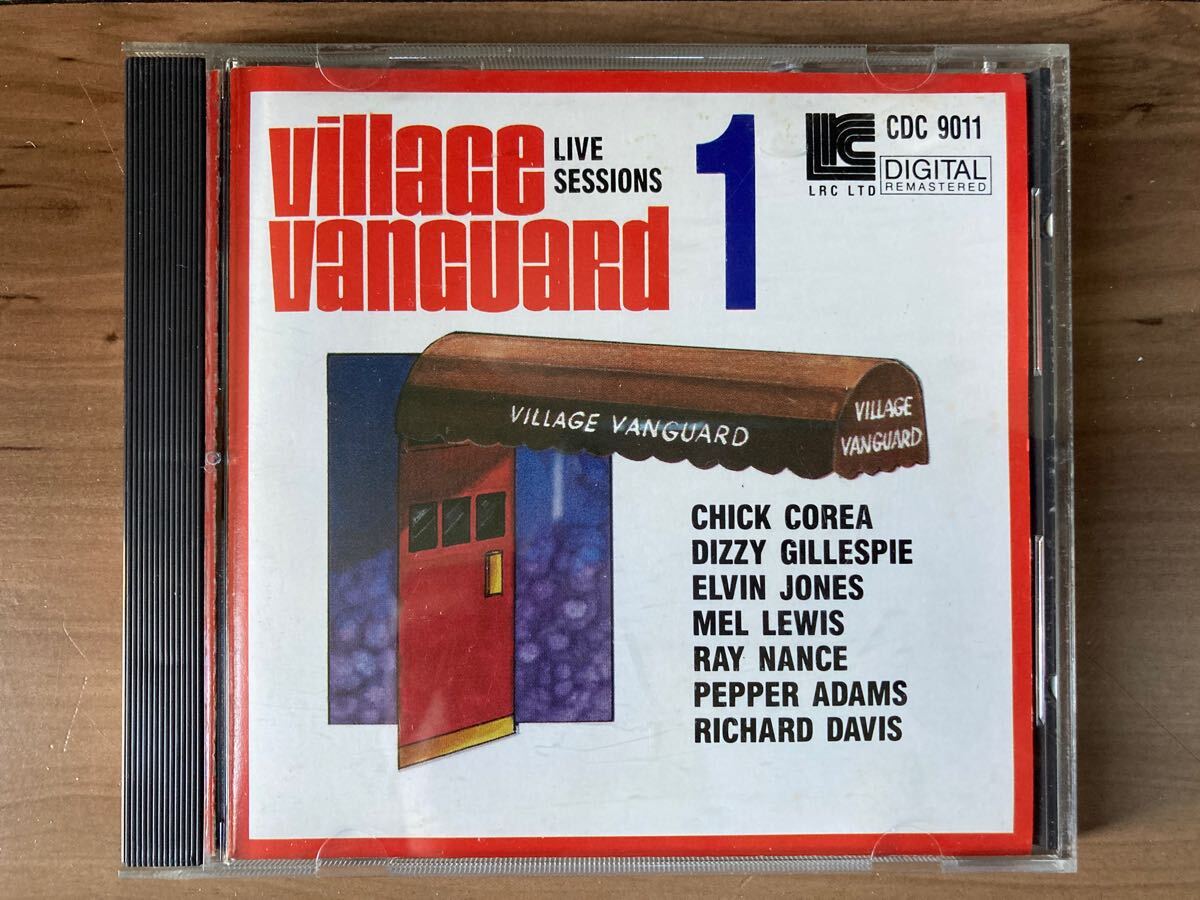 Village
LIVE
SESSIONS
Vanguard
1
LRC
LRC LTD
CDC 9011
DIGITAL
REMASTERED
VILLAGE VANGUARD
VILLAGE
VANGUARD
CHICK COREA
DIZZY GILLESPIE
ELVIN JONES
MEL LEWIS
RAY NANCE
PEPPER ADAMS
RICHARD DAVIS